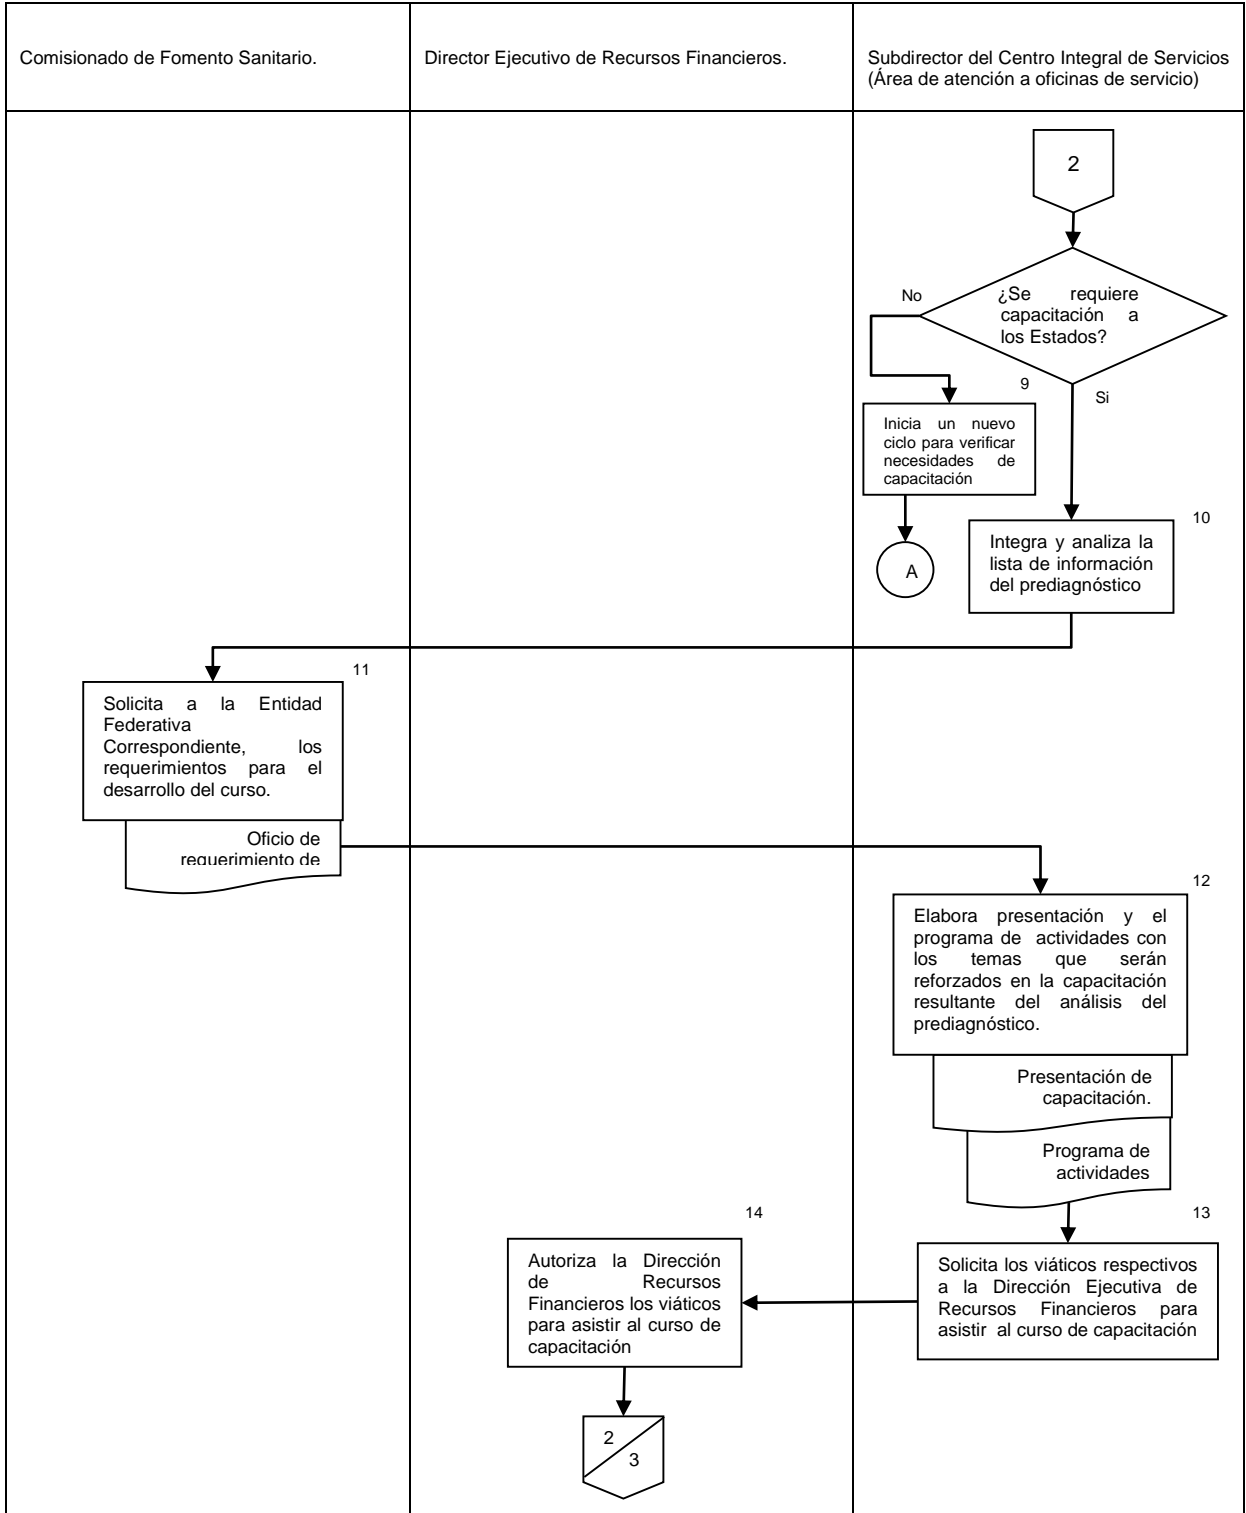 Comisionado de Fomento Sanitario.
Director Ejecutivo de Recursos Financieros.
Subdirector del Centro Integral de Servicios
(Área de atención a oficinas de servicio)
2
¿Se requiere
capacitación a
los Estados?
No
Si
9
Inicia un nuevo
ciclo para verificar
necesidades de
capacitación
A
10
Integra y analiza la
lista de información
del prediagnóstico
11
Solicita a la Entidad
Federativa
Correspondiente, los
requerimientos para el
desarrollo del curso.
Oficio de
requerimiento de
12
Elabora presentación y el
programa de actividades con
los temas que serán
reforzados en la capacitación
resultante del análisis del
prediagnóstico.
Presentación de
capacitación.
Programa de
actividades
13
Solicita los viáticos respectivos
a la Dirección Ejecutiva de
Recursos Financieros para
asistir al curso de capacitación
14
Autoriza la Dirección
de Recursos
Financieros los viáticos
para asistir al curso de
capacitación
2
3